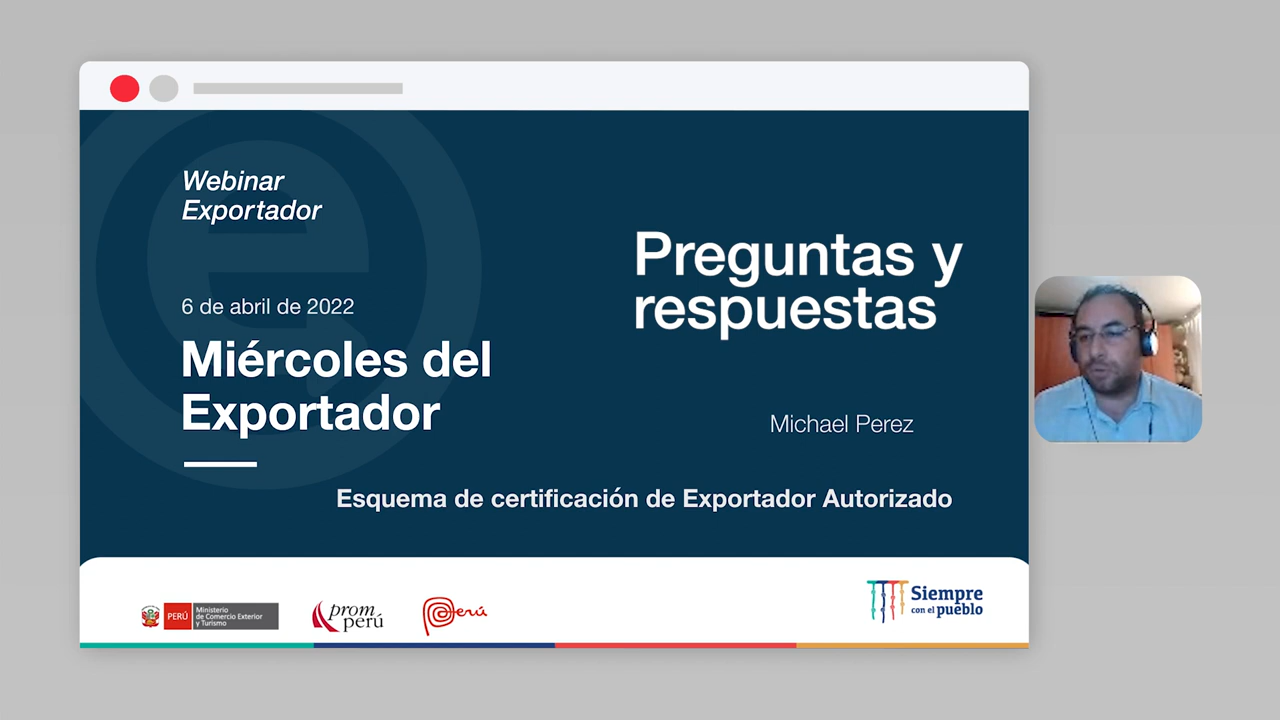 Webinar
Exportador
6 de abril de 2022
Miércoles del
Exportador
Preguntas y
respuestas
Michael Perez
Esquema de certificación de Exportador Autorizado
PERÚ
Ministerio
de Comercio Exterior
y Turismo
prom
perú
Perú
Siempre
con el pueblo